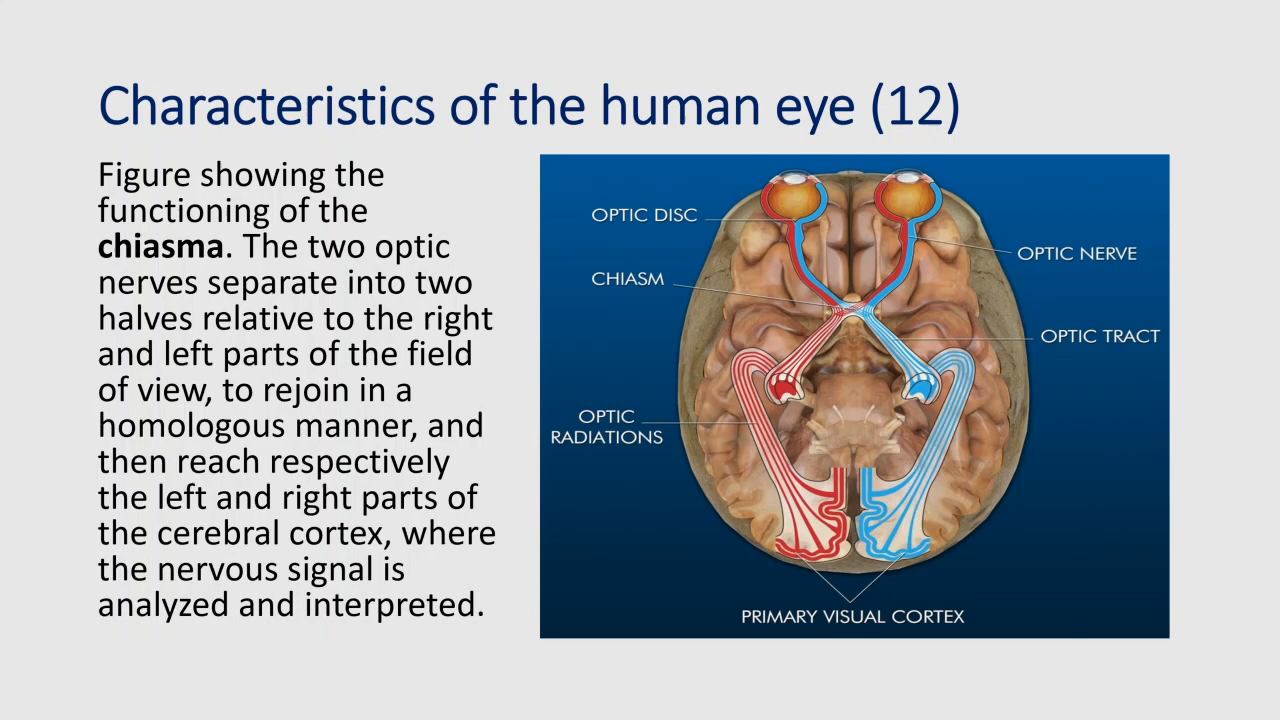 Characteristics of the human eye (12)
Figure showing the
functioning of the
chiasma. The two optic
nerves separate into two
halves relative to the right
and left parts of the field
of view, to rejoin in a
homologous manner, and
then reach respectively
the left and right parts of
the cerebral cortex, where
the nervous signal is
analyzed and interpreted.
OPTIC DISC
OPTIC NERVE
CHIASM
OPTIC TRACT
OPTIC
RADIATIONS
PRIMARY VISUAL CORTEX